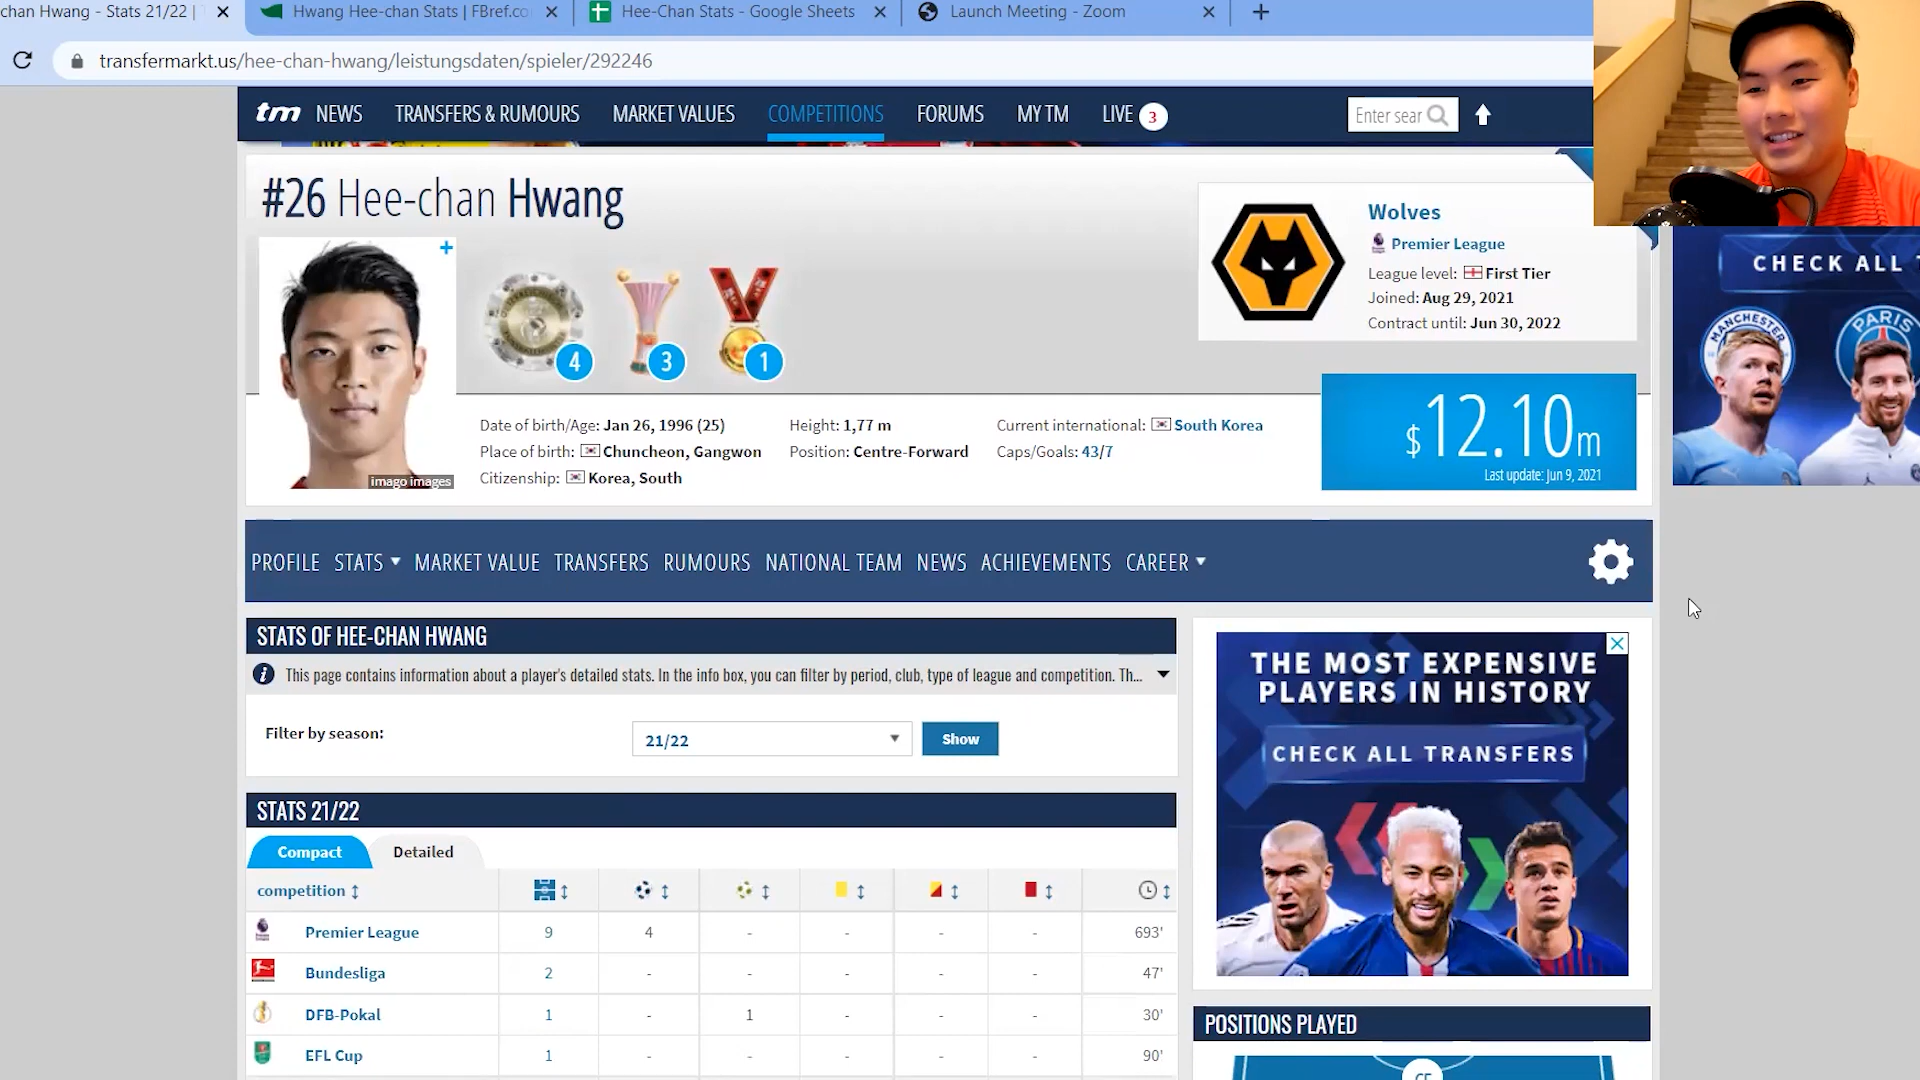 chan Hwang - Stats 21/22 | T
Hwang Hee-chan Stats | FBref.co
Hee-Chan Stats - Google Sheets
Launch Meeting - Zoom
transfermarkt.us/hee-chan-hwang/leistungsdaten/spieler/292246
tm NEWS TRANSFERS & RUMOURS MARKET VALUES COMPETITIONS FORUMS MY TM LIVE 3 Enter sear
#26 Hee-chan Hwang
Wolves
Premier League
League level: First Tier
Joined: Aug 29, 2021
Contract until: Jun 30, 2022
4 3 1
imago images
Date of birth/Age: Jan 26, 1996 (25)
Place of birth: Chuncheon, Gangwon
Citizenship: Korea, South
Height: 1,77 m
Position: Centre-Forward
Current international: South Korea
Caps/Goals: 43/7
$12.10m
Last update: Jun 9, 2021
CHECK ALL
MANCHESTER
PARIS
PROFILE STATS MARKET VALUE TRANSFERS RUMOURS NATIONAL TEAM NEWS ACHIEVEMENTS CAREER
STATS OF HEE-CHAN HWANG
This page contains information about a player's detailed stats. In the info box, you can filter by period, club, type of league and competition. Th...
Filter by season: 21/22 Show
STATS 21/22
Compact Detailed
competition
Premier League 9 4 - - - - 693'
Bundesliga 2 - - - - - 47'
DFB-Pokal 1 - 1 - - - 30'
EFL Cup 1 - - - - - 90'
THE MOST EXPENSIVE
PLAYERS IN HISTORY
CHECK ALL TRANSFERS
POSITIONS PLAYED
CF